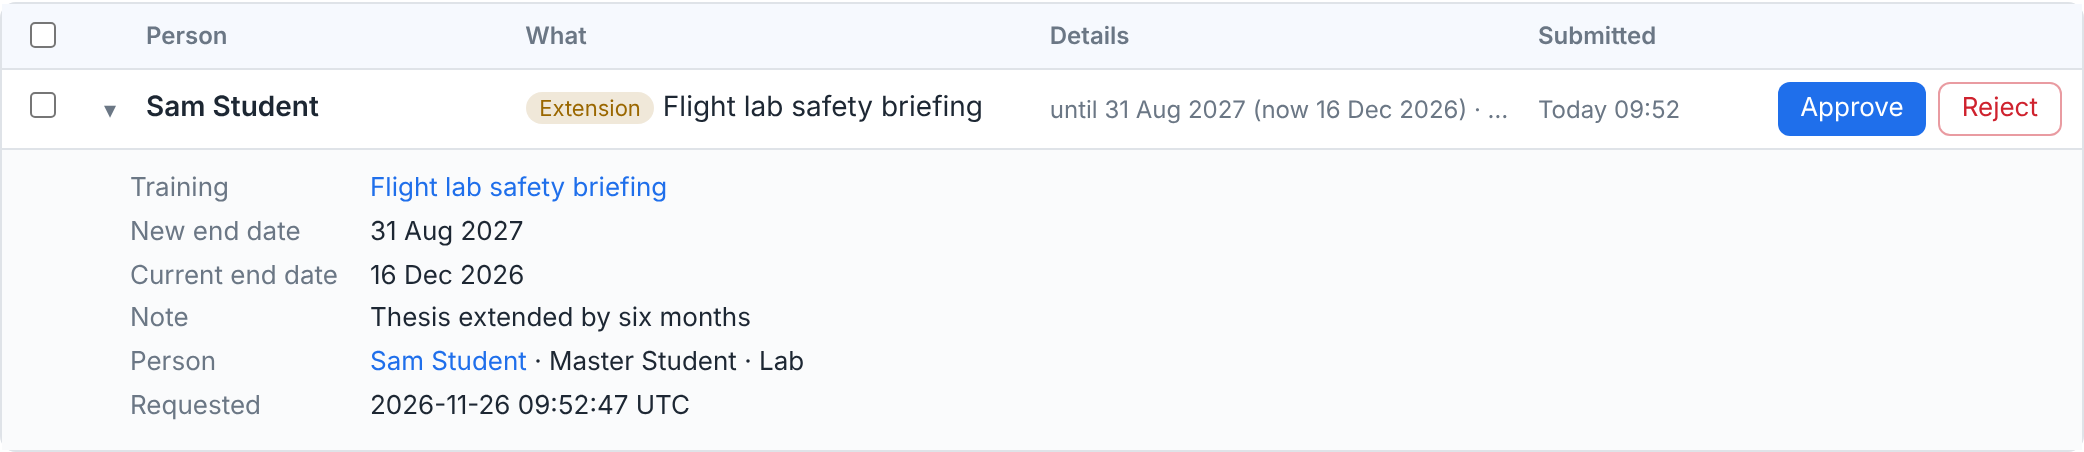 Person What Details Submitted
▼ Sam Student Extension Flight lab safety briefing until 31 Aug 2027 (now 16 Dec 2026) · ... Today 09:52 Approve Reject
Training Flight lab safety briefing
New end date 31 Aug 2027
Current end date 16 Dec 2026
Note Thesis extended by six months
Person Sam Student · Master Student · Lab
Requested 2026-11-26 09:52:47 UTC